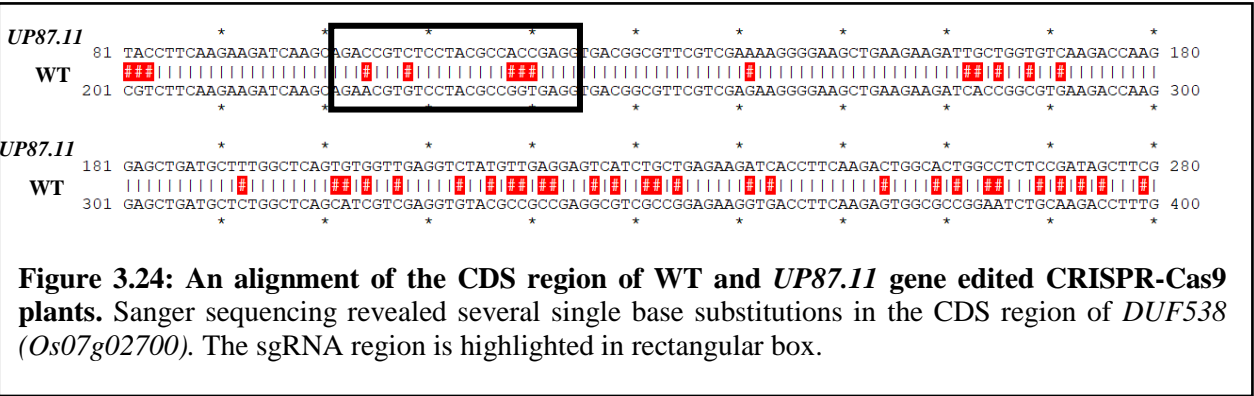 * * * * * * * * * *
UP87.11
81 TACCTTCAAGAAGATCAAGCAGACCGTCTCCTACGCCACCGAGGTGACGGCGTTCGTCGAAAAGGGGAAGCTGAAGAAGATTGCTGGTGTCAAGACCAAG 180
WT ###||||||||||||||||||||#|||#|||||||||###|||||||||||||||||||||#||||||||||||||||||||##|#||#||#|||||||||
201 CGTCTTCAAGAAGATCAAGCAGAACGTGTCCTACGCCGGTGAGGTGACGGCGTTCGTCGAGAAGGGGAAGCTGAAGAAGATCACCGGCGTGAAGACCAAG 300
* * * * * * * * * *
* * * * * * * * * *
UP87.11
181 GAGCTGATGCTTTGGCTCAGTGTGGTTGAGGTCTATGTTGAGGAGTCATCTGCTGAGAAGATCACCTTCAAGACTGGCACTGGCCTCTCCGATAGCTTCG 280
WT |||||||||||#||||||||##|#||#|||||#||#|##|##|||#|#||##|#||||||#|#||||||||||#||||#|#||##|||#|#|#|#|||#|
301 GAGCTGATGCTCTGGCTCAGCATCGTCGAGGTGTACGCCGCCGAGGCGTCGCCGGAGAAGGTGACCTTCAAGAGTGGCGCCGGAATCTGCAAGACCTTTG 400
* * * * * * * * * *
Figure 3.24: An alignment of the CDS region of WT and UP87.11 gene edited CRISPR-Cas9
plants. Sanger sequencing revealed several single base substitutions in the CDS region of DUF538
(Os07g02700). The sgRNA region is highlighted in rectangular box.